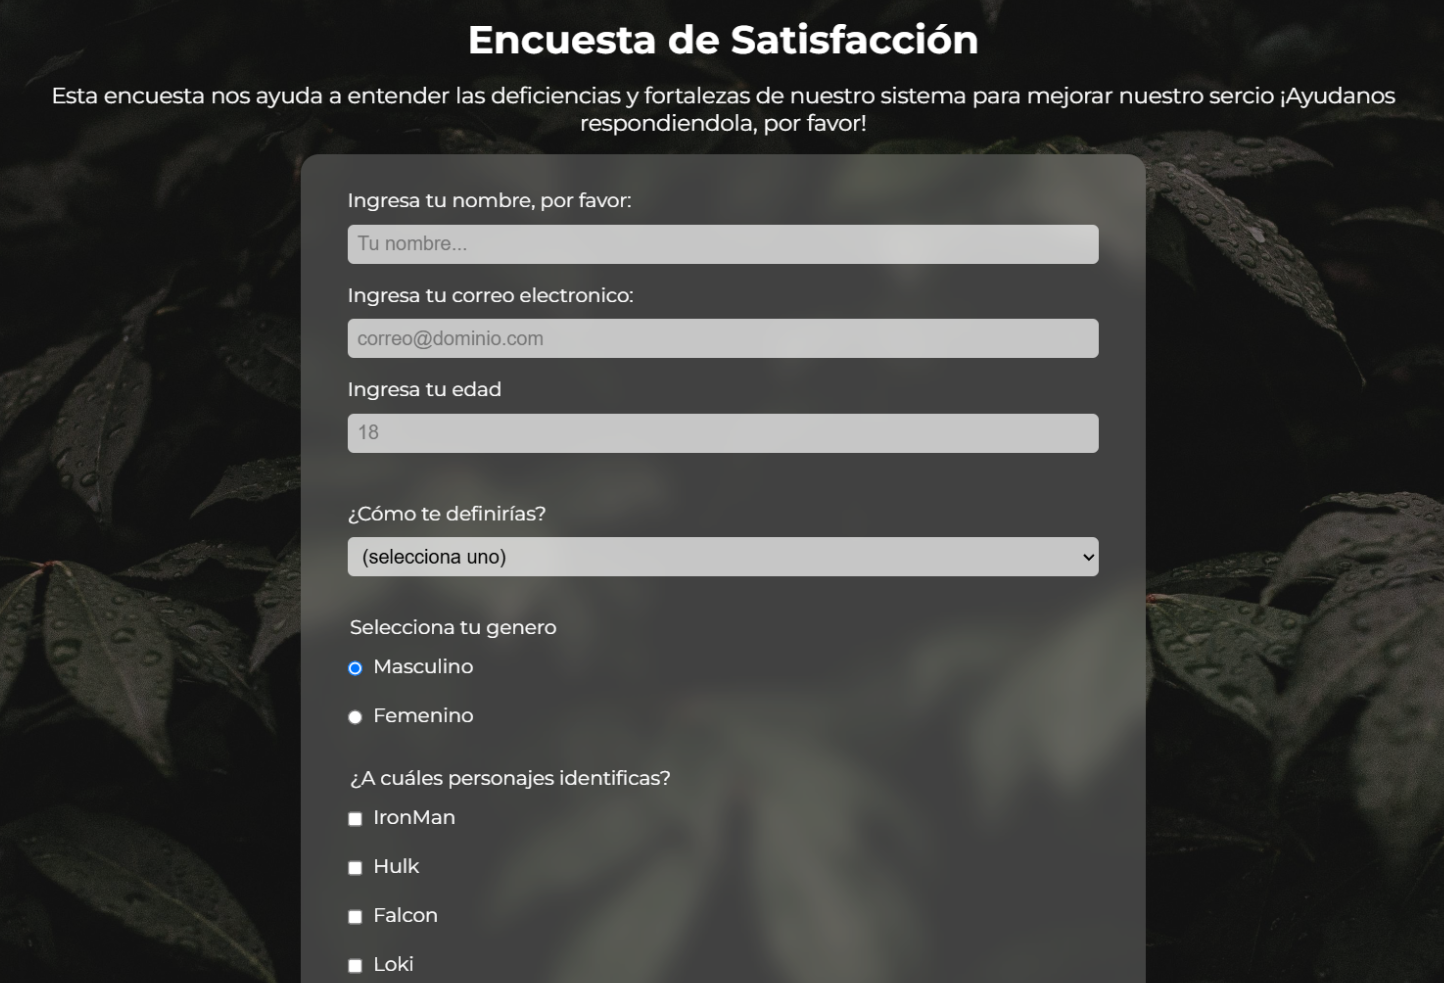 Encuesta de Satisfacción
Esta encuesta nos ayuda a entender las deficiencias y fortalezas de nuestro sistema para mejorar nuestro sercio ¡Ayudanos
respondiendola, por favor!
Ingresa tu nombre, por favor:
Tu nombre...
Ingresa tu correo electronico:
correo@dominio.com
Ingresa tu edad
18
¿Cómo te definirías?
(selecciona uno)
Selecciona tu genero
Masculino
Femenino
¿A cuáles personajes identificas?
IronMan
Hulk
Falcon
Loki